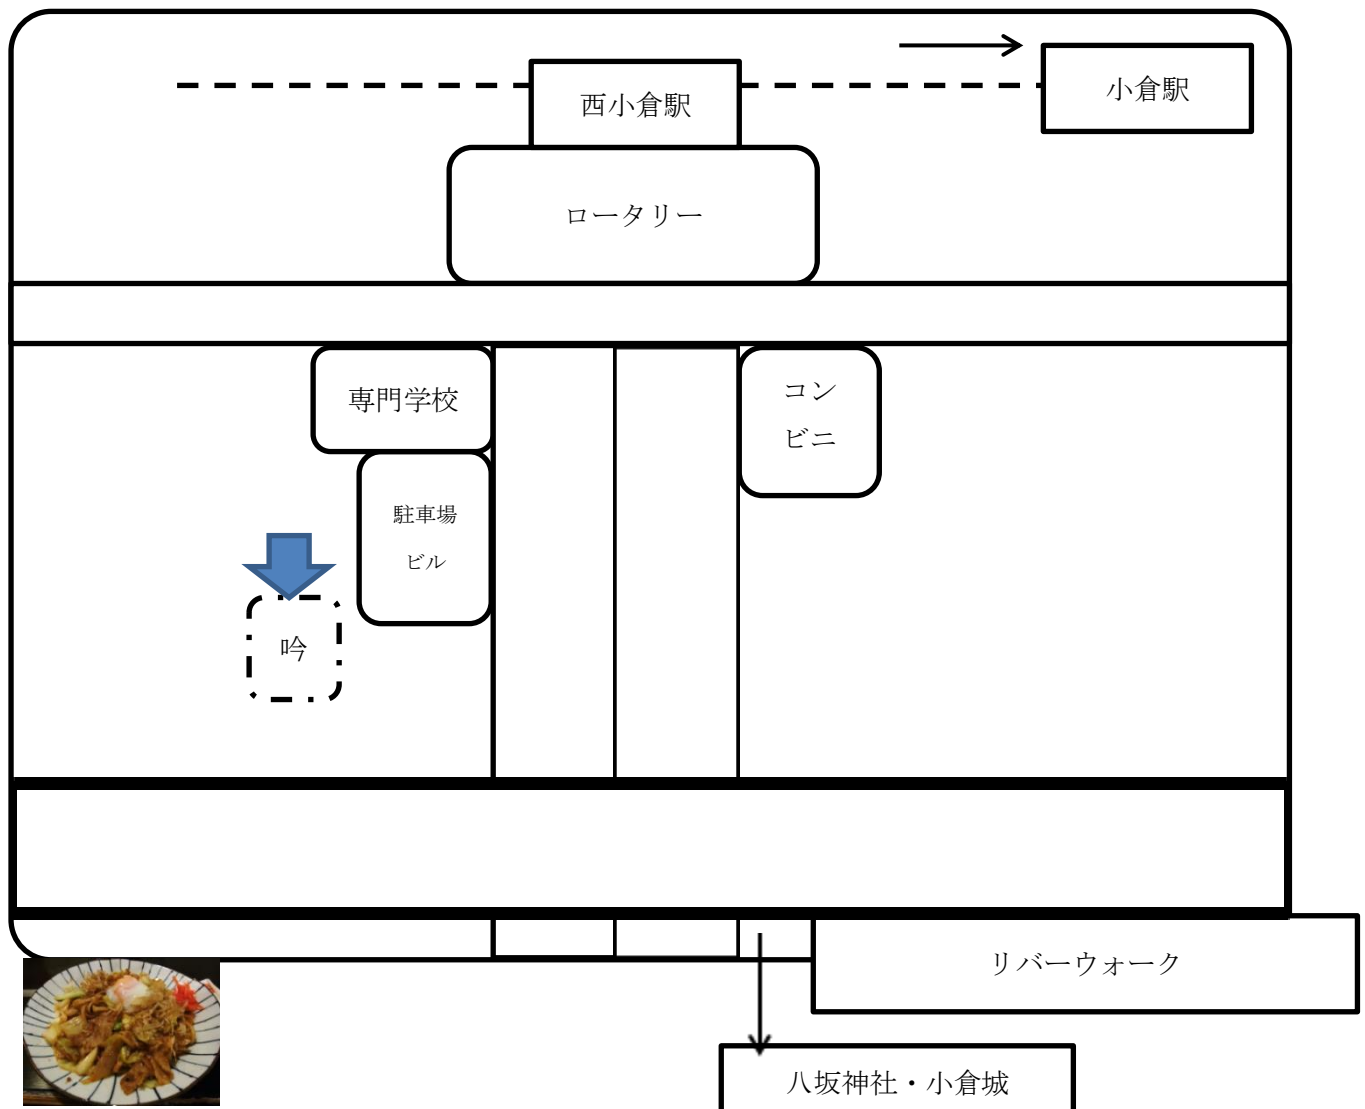 小倉駅
西小倉駅
ロータリー
専門学校
コン
ビニ
駐車場
ビル
吟
リバーウォーク
八坂神社・小倉城